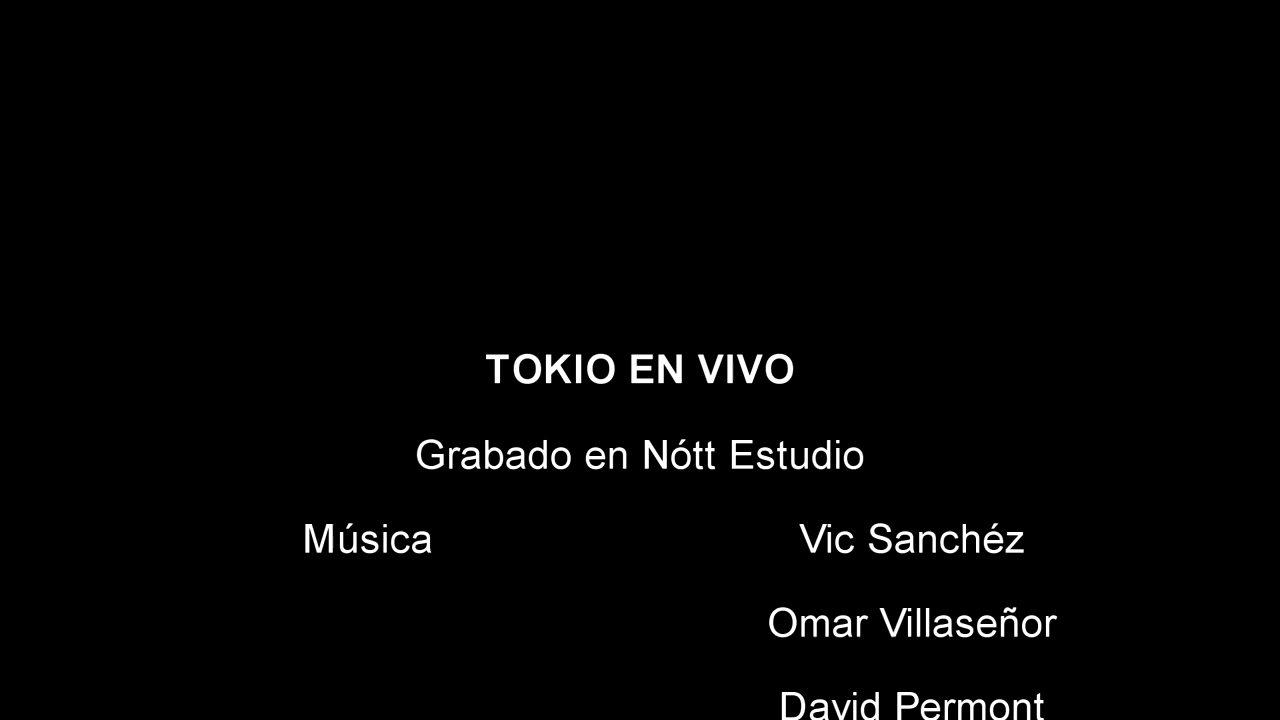 TOKIO EN VIVO
Grabado en Nótt Estudio
Música Vic Sanchéz
Omar Villaseñor
David Permont